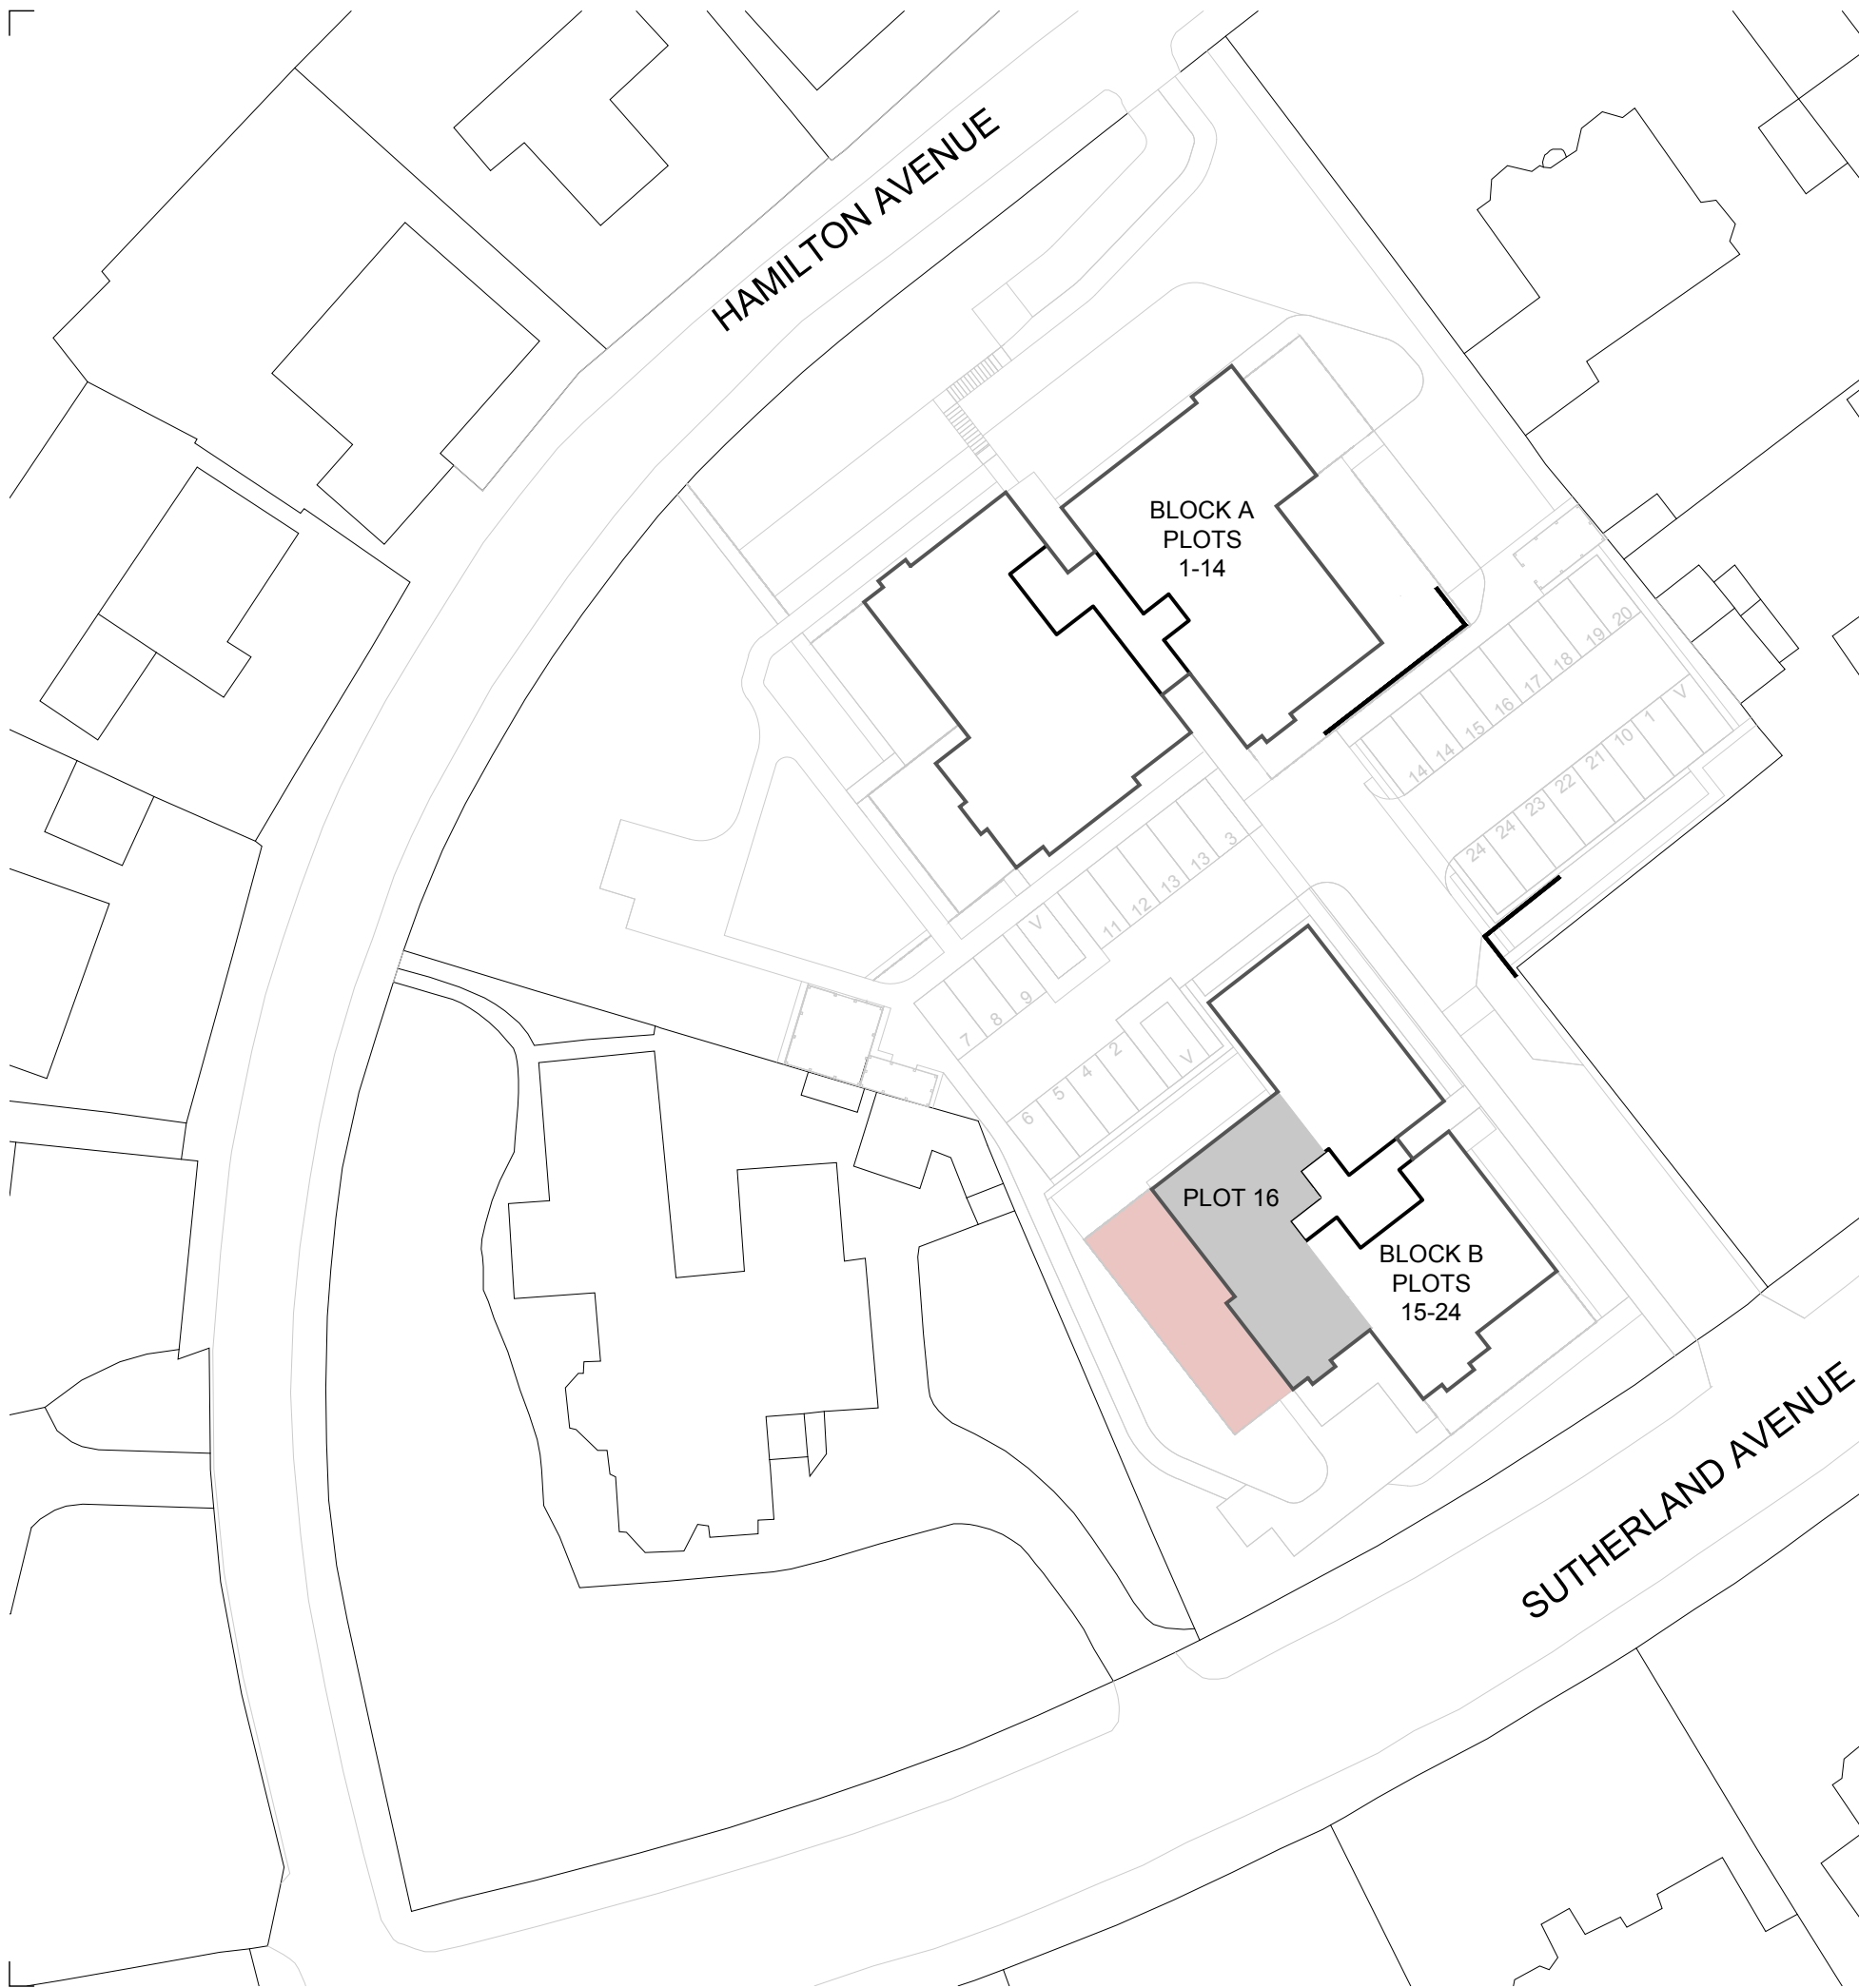 HAMILTON AVENUE
BLOCK A
PLOTS
1-14
14 14 15 16 17 18 19 20
24 24 23 22 21 10 1 V
7 8 9 V 11 12 13 13 3
6 5 4 2 V
PLOT 16
BLOCK B
PLOTS
15-24
SUTHERLAND AVENUE